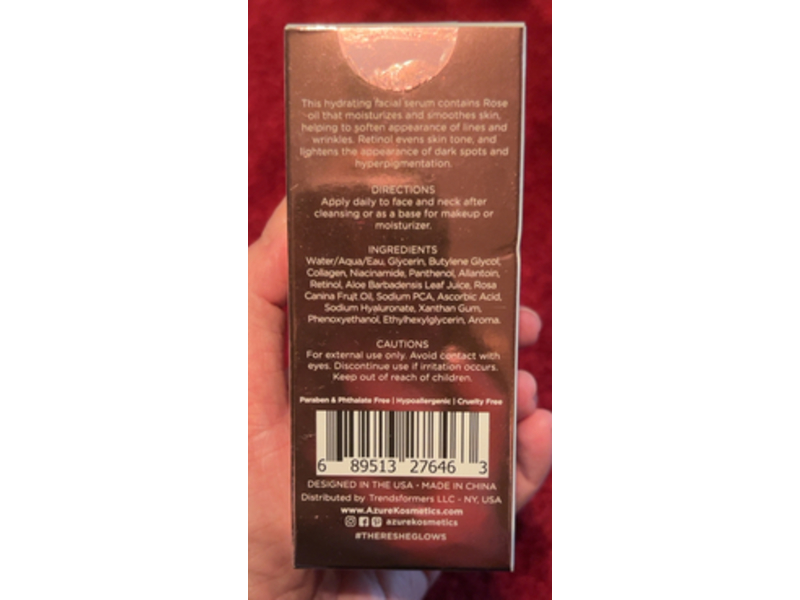 This hydrating facial serum contains Rose
oil that moisturizes and smoothes skin,
helping to soften appearance of lines and
wrinkles. Retinol evens skin tone, and
lightens the appearance of dark spots and
hyperpigmentation.
DIRECTIONS
Apply daily to face and neck after
cleansing or as a base for makeup or
moisturizer.
INGREDIENTS
Water/Aqua/Eau, Glycerin, Butylene Glycol,
Collagen, Niacinamide, Panthenol, Allantoin,
Retinol, Aloe Barbadensis Leaf Juice, Rosa
Canina Fruit Oil, Sodium PCA, Ascorbic Acid,
Sodium Hyaluronate, Xanthan Gum,
Phenoxyethanol, Ethylhexylglycerin, Aroma.
CAUTIONS
For external use only. Avoid contact with
eyes. Discontinue use if irritation occurs.
Keep out of reach of children.
Paraben & Phthalate Free | Hypoallergenic | Cruelty Free
6 89513 27646 3
DESIGNED IN THE USA - MADE IN CHINA
Distributed by Trendsformers LLC - NY, USA
www.AzureKosmetics.com
azurekosmetics
#THERESHEGLOWS